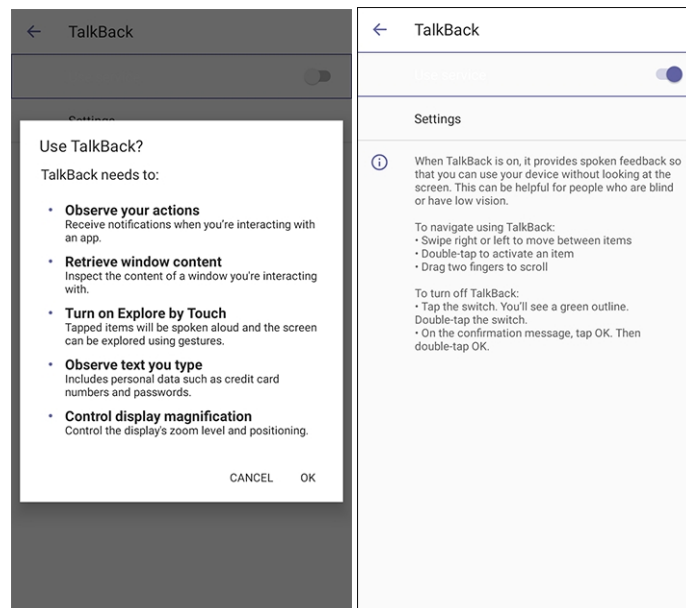 TalkBack
Settings
Use TalkBack?
TalkBack needs to:
• Observe your actions
Receive notifications when you're interacting with
an app.
• Retrieve window content
Inspect the content of a window you're interacting
with.
• Turn on Explore by Touch
Tapped items will be spoken aloud and the screen
can be explored using gestures.
• Observe text you type
Includes personal data such as credit card
numbers and passwords.
• Control display magnification
Control the display's zoom level and positioning.
CANCEL OK
TalkBack
Settings
When TalkBack is on, it provides spoken feedback so
that you can use your device without looking at the
screen. This can be helpful for people who are blind
or have low vision.
To navigate using TalkBack:
• Swipe right or left to move between items
• Double-tap to activate an item
• Drag two fingers to scroll
To turn off TalkBack:
• Tap the switch. You'll see a green outline.
Double-tap the switch.
• On the confirmation message, tap OK. Then
double-tap OK.